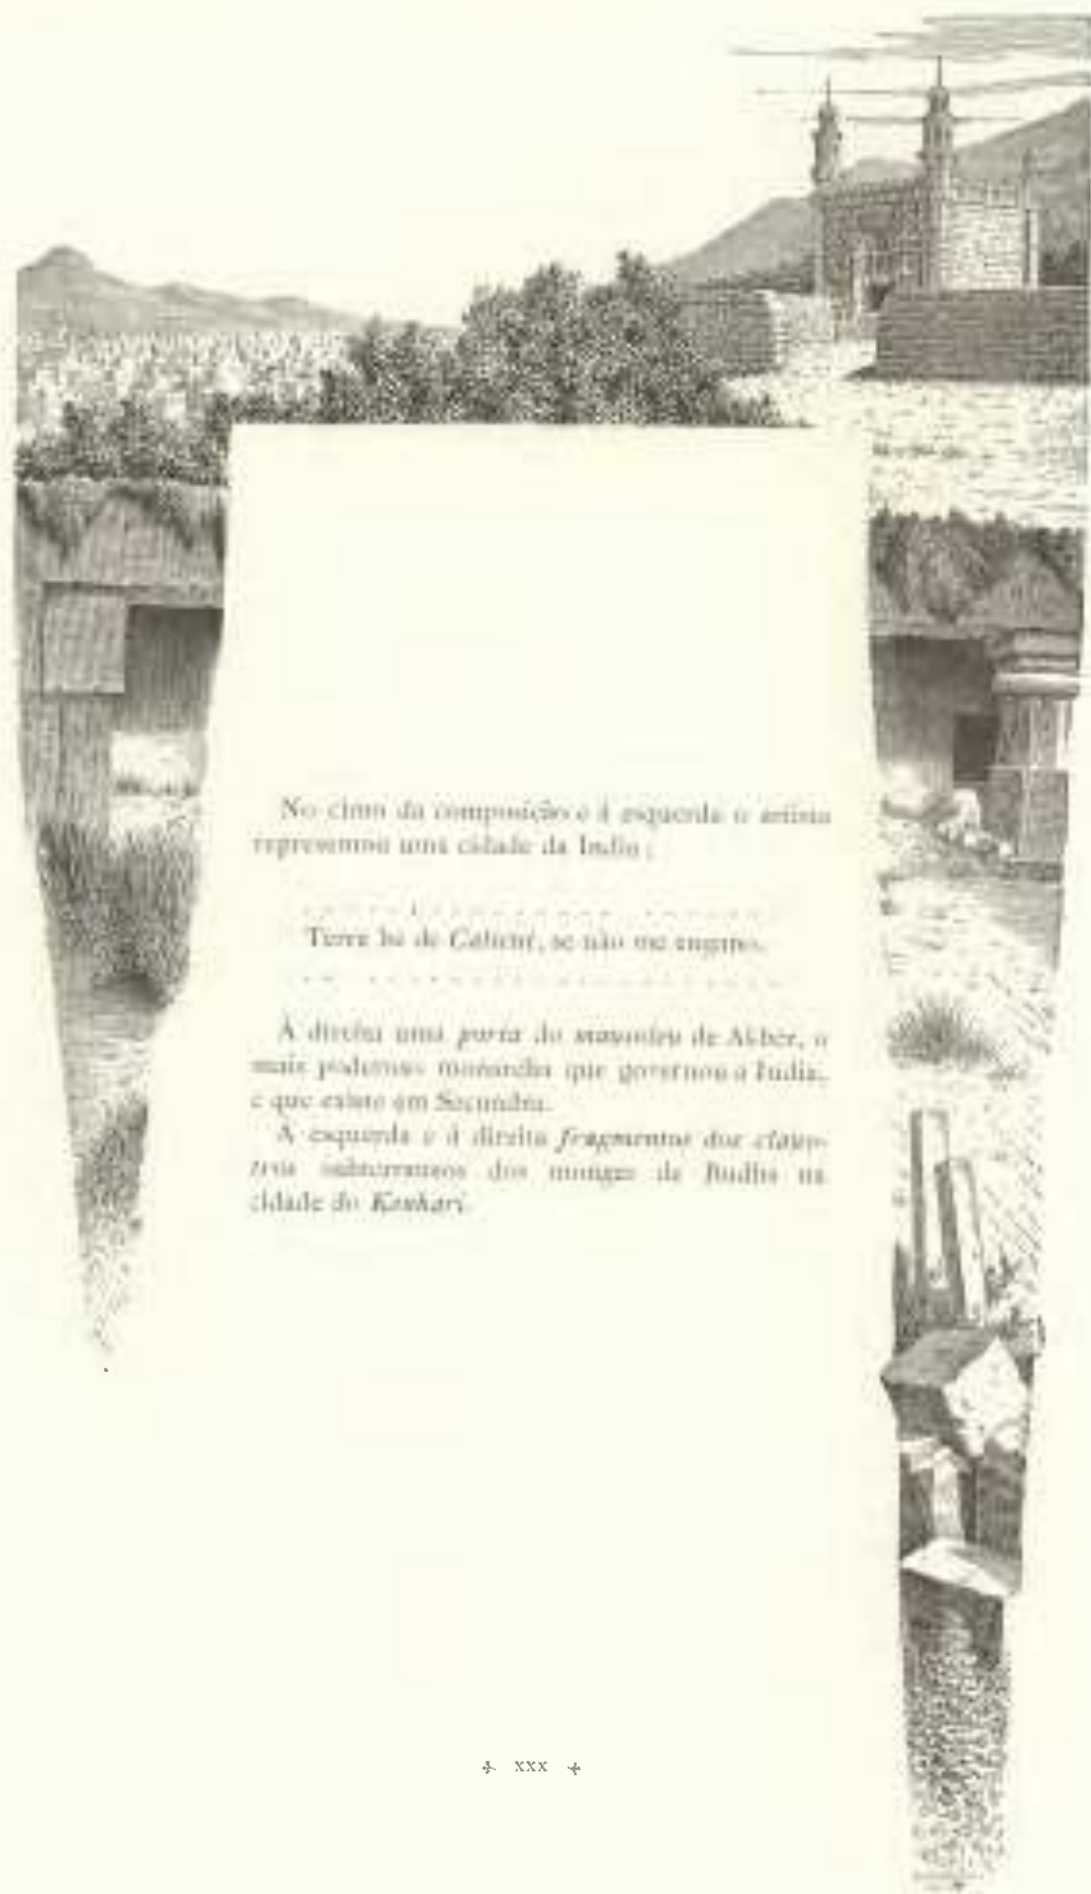 No cimo da composição e á esquerda o artista
representou uma cidade da India;
Terra he de Calicut, se não me engano.
Á direita uma porta do mausoleu de Akber, o
mais poderoso monarcha que governou a India,
e que existe em Secundra.
Á esquerda e á direita fragmentos dos claus-
tros subterraneos dos monges de Budha na
cidade do Kenhari.
xxx